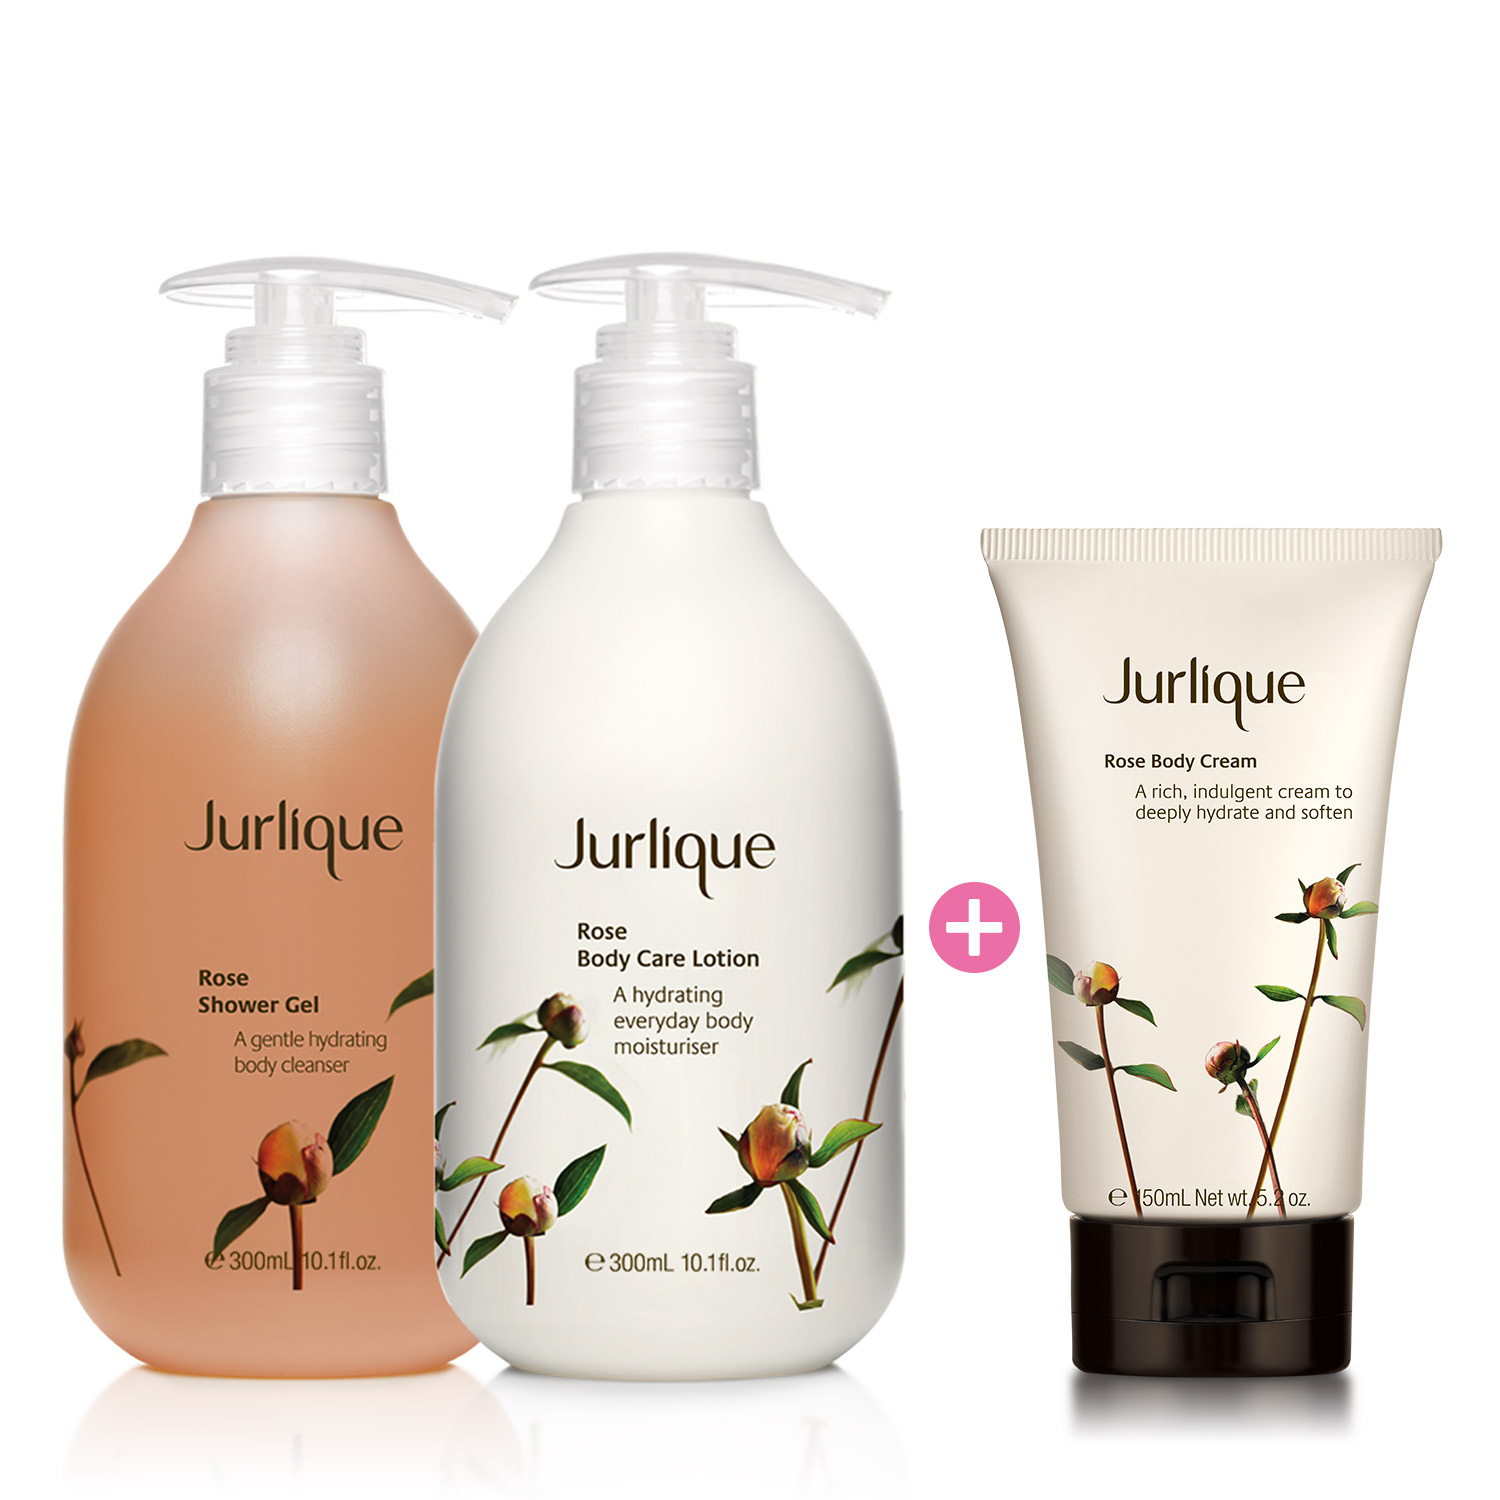 Jurlique
Rose
Shower Gel
A gentle hydrating
body cleanser
℮ 300mL 10.1fl.oz.
Jurlique
Rose
Body Care Lotion
A hydrating
everyday body
moisturiser
℮ 300mL 10.1fl.oz.
Jurlique
Rose Body Cream
A rich, indulgent cream to
deeply hydrate and soften
℮ 150mL Net wt. 5.2 oz.